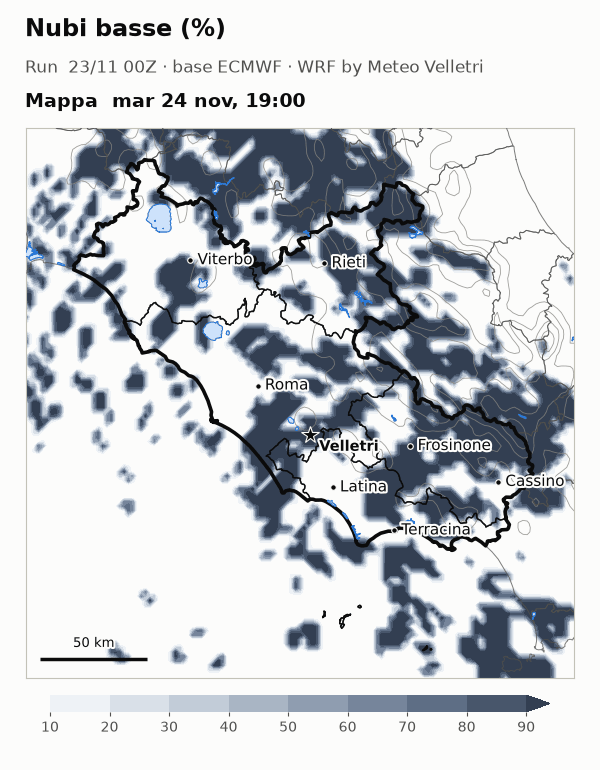 Nubi basse (%)
Run  23/11 00Z · base ECMWF · WRF by Meteo Velletri
Mappa  mar 24 nov, 19:00
Viterbo
Rieti
Roma
Velletri
Frosinone
Latina
Cassino
Terracina
50 km
10 20 30 40 50 60 70 80 90